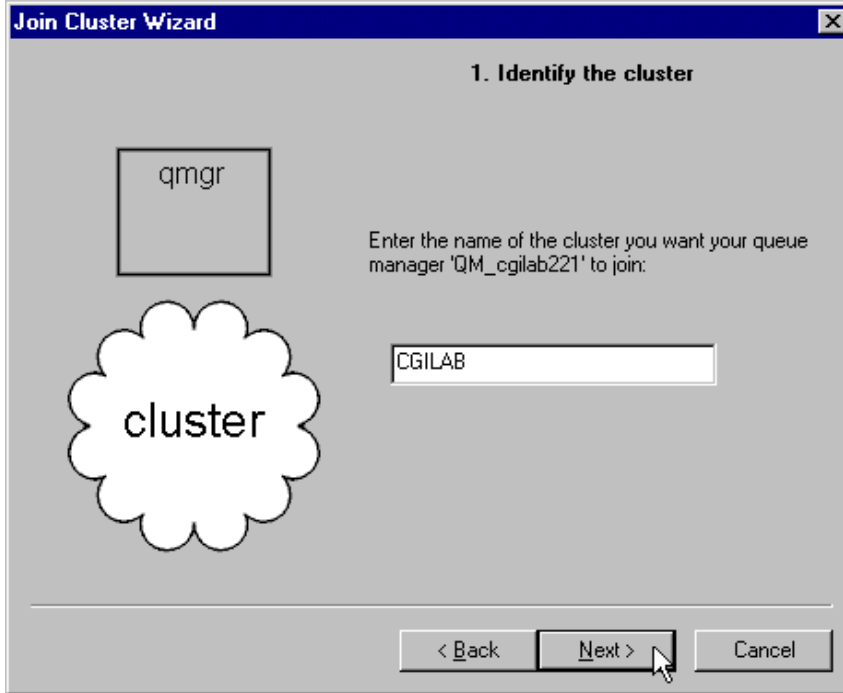 Join Cluster Wizard
1. Identify the cluster
qmgr
Enter the name of the cluster you want your queue
manager 'QM_cgilab221' to join:
CGILAB
cluster
< Back
Next >
Cancel